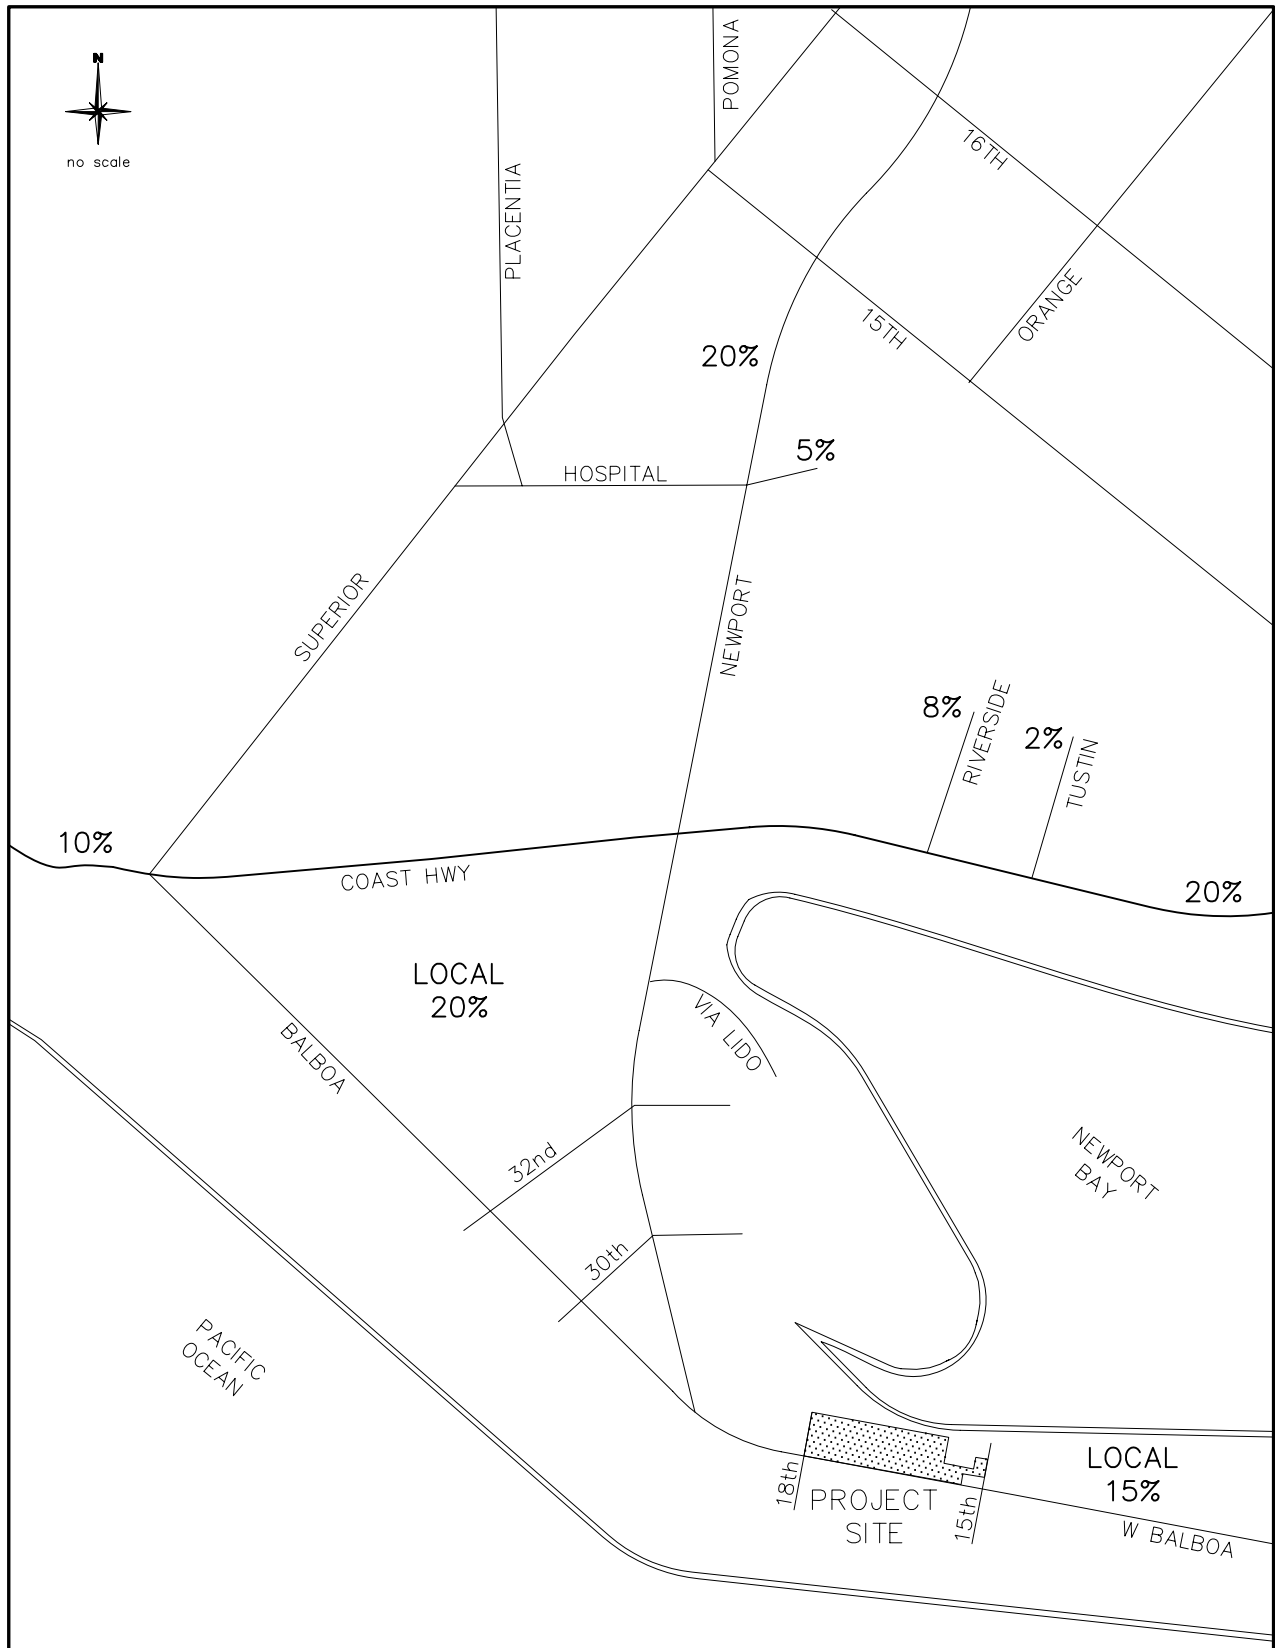 N
no scale
POMONA
16TH
PLACENTIA
ORANGE
15TH
20%
5%
HOSPITAL
SUPERIOR
NEWPORT
8%
RIVERSIDE
2%
TUSTIN
10%
COAST HWY
20%
LOCAL
20%
VIA LIDO
BALBOA
32nd
NEWPORT
BAY
30th
PACIFIC
OCEAN
LOCAL
15%
18th
PROJECT
SITE
15th
W BALBOA